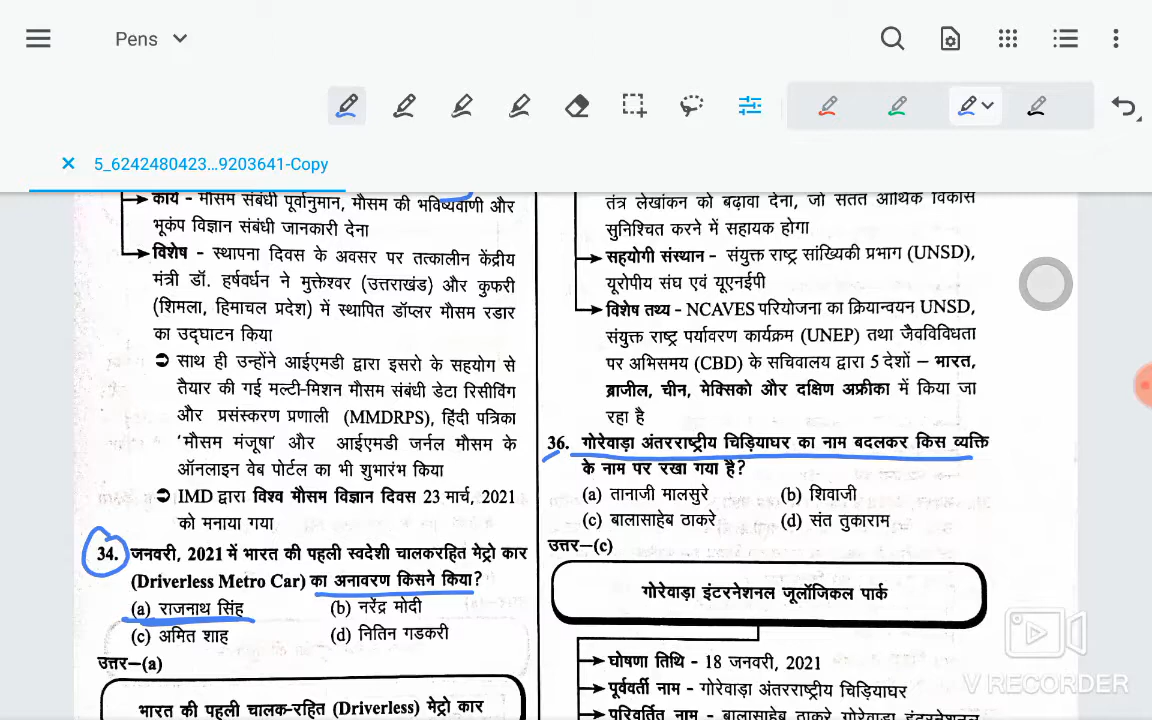 Pens
5_6242480423...9203641-Copy
कार्य - मौसम संबंधी पूर्वानुमान, मौसम की भविष्यवाणी और
भूकंप विज्ञान संबंधी जानकारी देना
विशेष - स्थापना दिवस के अवसर पर तत्कालीन केंद्रीय
मंत्री डॉ. हर्षवर्धन ने मुक्तेश्वर (उत्तराखंड) और कुफरी
(शिमला, हिमाचल प्रदेश) में स्थापित डॉप्लर मौसम रडार
का उद्घाटन किया
साथ ही उन्होंने आईएमडी द्वारा इसरो के सहयोग से
तैयार की गई मल्टी-मिशन मौसम संबंधी डेटा रिसीविंग
और प्रसंस्करण प्रणाली (MMDRPS), हिंदी पत्रिका
'मौसम मंजूषा' और आईएमडी जर्नल मौसम के
ऑनलाइन वेब पोर्टल का भी शुभारंभ किया
IMD द्वारा विश्व मौसम विज्ञान दिवस 23 मार्च, 2021
को मनाया गया
34. जनवरी, 2021 में भारत की पहली स्वदेशी चालकरहित मेट्रो कार
(Driverless Metro Car) का अनावरण किसने किया?
(a) राजनाथ सिंह (b) नरेंद्र मोदी
(c) अमित शाह (d) नितिन गडकरी
उत्तर–(a)
भारत की पहली चालक-रहित (Driverless) मेट्रो कार
तंत्र लेखांकन को बढ़ावा देना, जो सतत आर्थिक विकास
सुनिश्चित करने में सहायक होगा
सहयोगी संस्थान - संयुक्त राष्ट्र सांख्यिकी प्रभाग (UNSD),
यूरोपीय संघ एवं यूएनईपी
विशेष तथ्य - NCAVES परियोजना का क्रियान्वयन UNSD,
संयुक्त राष्ट्र पर्यावरण कार्यक्रम (UNEP) तथा जैवविविधता
पर अभिसमय (CBD) के सचिवालय द्वारा 5 देशों – भारत,
ब्राजील, चीन, मेक्सिको और दक्षिण अफ्रीका में किया जा
रहा है
36. गोरेवाड़ा अंतरराष्ट्रीय चिड़ियाघर का नाम बदलकर किस व्यक्ति
के नाम पर रखा गया है?
(a) तानाजी मालसुरे (b) शिवाजी
(c) बालासाहेब ठाकरे (d) संत तुकाराम
उत्तर–(c)
गोरेवाड़ा इंटरनेशनल जूलॉजिकल पार्क
घोषणा तिथि - 18 जनवरी, 2021
पूर्ववर्ती नाम - गोरेवाड़ा अंतरराष्ट्रीय चिड़ियाघर
परिवर्तित नाम - बालासाहेब ठाकरे गोरेवाड़ा इंटरनेशनल
V RECORDER